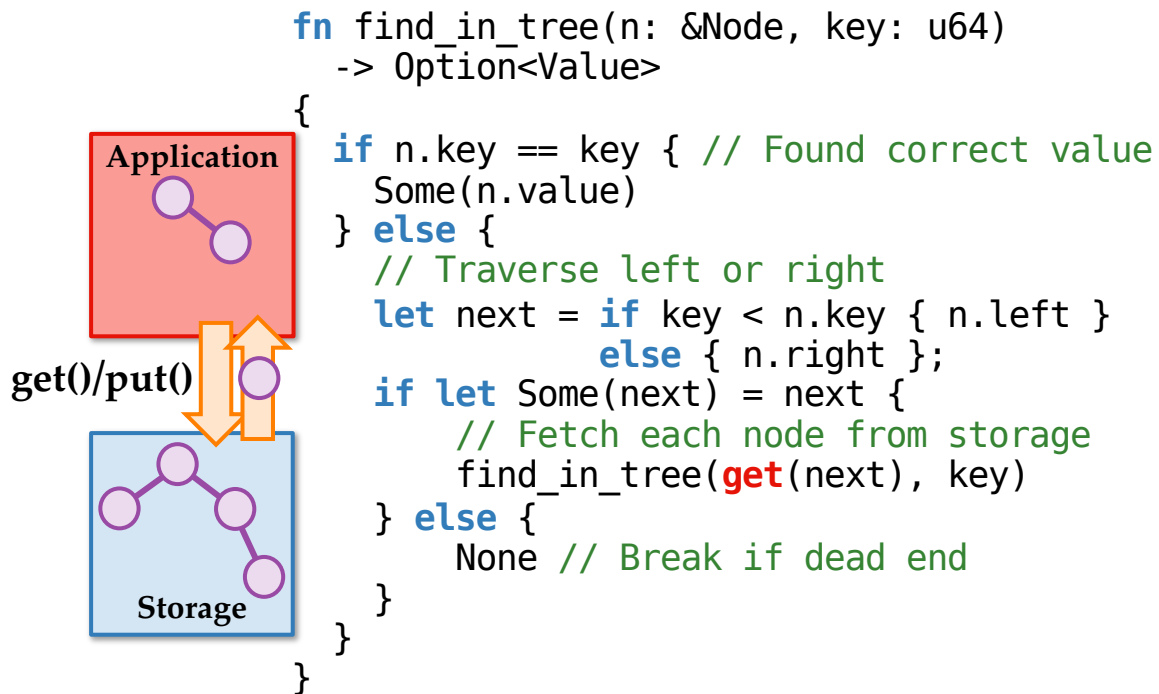 fn find_in_tree(n: &Node, key: u64)
-> Option<Value>
{
if n.key == key { // Found correct value
Some(n.value)
} else {
// Traverse left or right
let next = if key < n.key { n.left }
else { n.right };
if let Some(next) = next {
// Fetch each node from storage
find_in_tree(get(next), key)
} else {
None // Break if dead end
}
}
}
Application
get()/put()
Storage